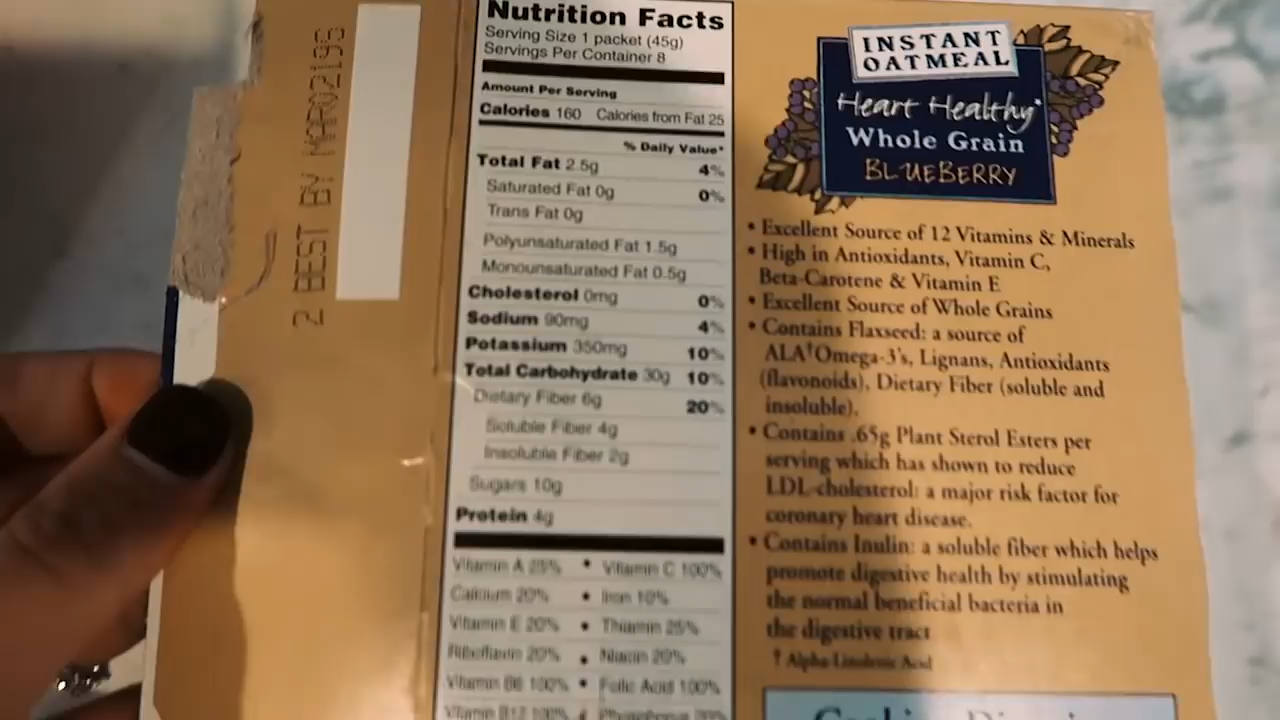 2 BEST BY MAR02195
Nutrition Facts
Serving Size 1 packet (45g)
Servings Per Container 8
Amount Per Serving
Calories 160 Calories from Fat 25
% Daily Value*
Total Fat 2.5g 4%
Saturated Fat 0g 0%
Trans Fat 0g
Polyunsaturated Fat 1.5g
Monounsaturated Fat 0.5g
Cholesterol 0mg 0%
Sodium 90mg 4%
Potassium 350mg 10%
Total Carbohydrate 30g 10%
Dietary Fiber 6g 20%
Soluble Fiber 4g
Insoluble Fiber 2g
Sugars 10g
Protein 4g
Vitamin A 25% • Vitamin C 100%
Calcium 20% • Iron 10%
Vitamin E 20% • Thiamin 25%
Riboflavin 20% • Niacin 20%
Vitamin B6 100% • Folic Acid 100%
Vitamin B12 100% • Phosphorus
INSTANT
OATMEAL
Heart Healthy*
Whole Grain
BLUEBERRY
• Excellent Source of 12 Vitamins & Minerals
• High in Antioxidants, Vitamin C,
Beta-Carotene & Vitamin E
• Excellent Source of Whole Grains
• Contains Flaxseed: a source of
ALA†Omega-3's, Lignans, Antioxidants
(flavonoids), Dietary Fiber (soluble and
insoluble).
• Contains .65g Plant Sterol Esters per
serving which has shown to reduce
LDL cholesterol: a major risk factor for
coronary heart disease.
• Contains Inulin: a soluble fiber which helps
promote digestive health by stimulating
the normal beneficial bacteria in
the digestive tract
† Alpha Linolenic Acid